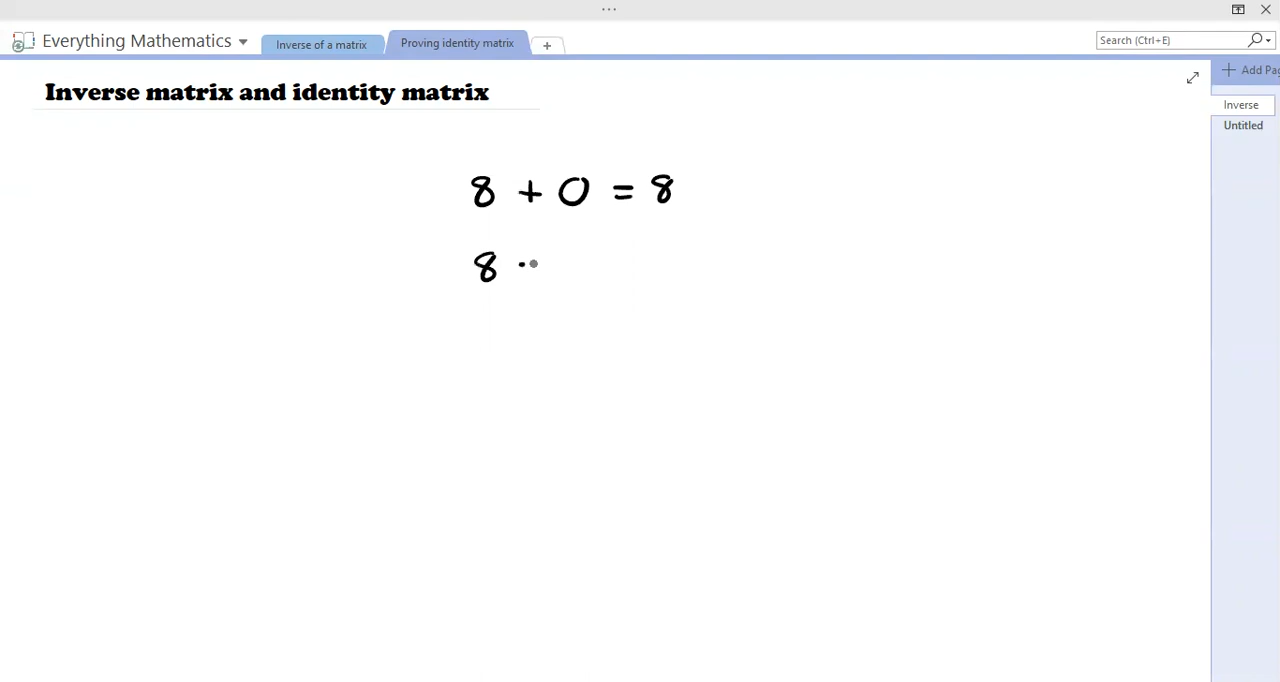 ...
Everything Mathematics
Inverse of a matrix
Proving identity matrix
+
Search (Ctrl+E)
+ Add Pag
Inverse matrix and identity matrix
Inverse
Untitled
8 + 0 = 8
8 ·